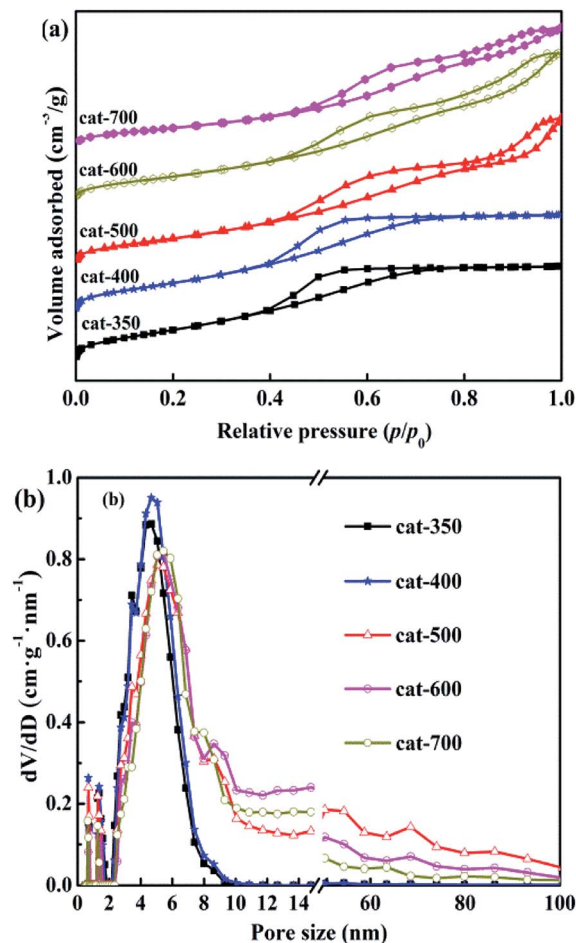 (a)
Volume adsorbed (cm⁻³/g)
cat-700
cat-600
cat-500
cat-400
cat-350
0.0 0.2 0.4 0.6 0.8 1.0
Relative pressure (p/p₀)
(b)
(b)
dV/dD (cm·g⁻¹·nm⁻¹)
1.0
0.8
0.6
0.4
0.2
0.0
cat-350
cat-400
cat-500
cat-600
cat-700
0 2 4 6 8 10 12 14 60 80 100
Pore size (nm)